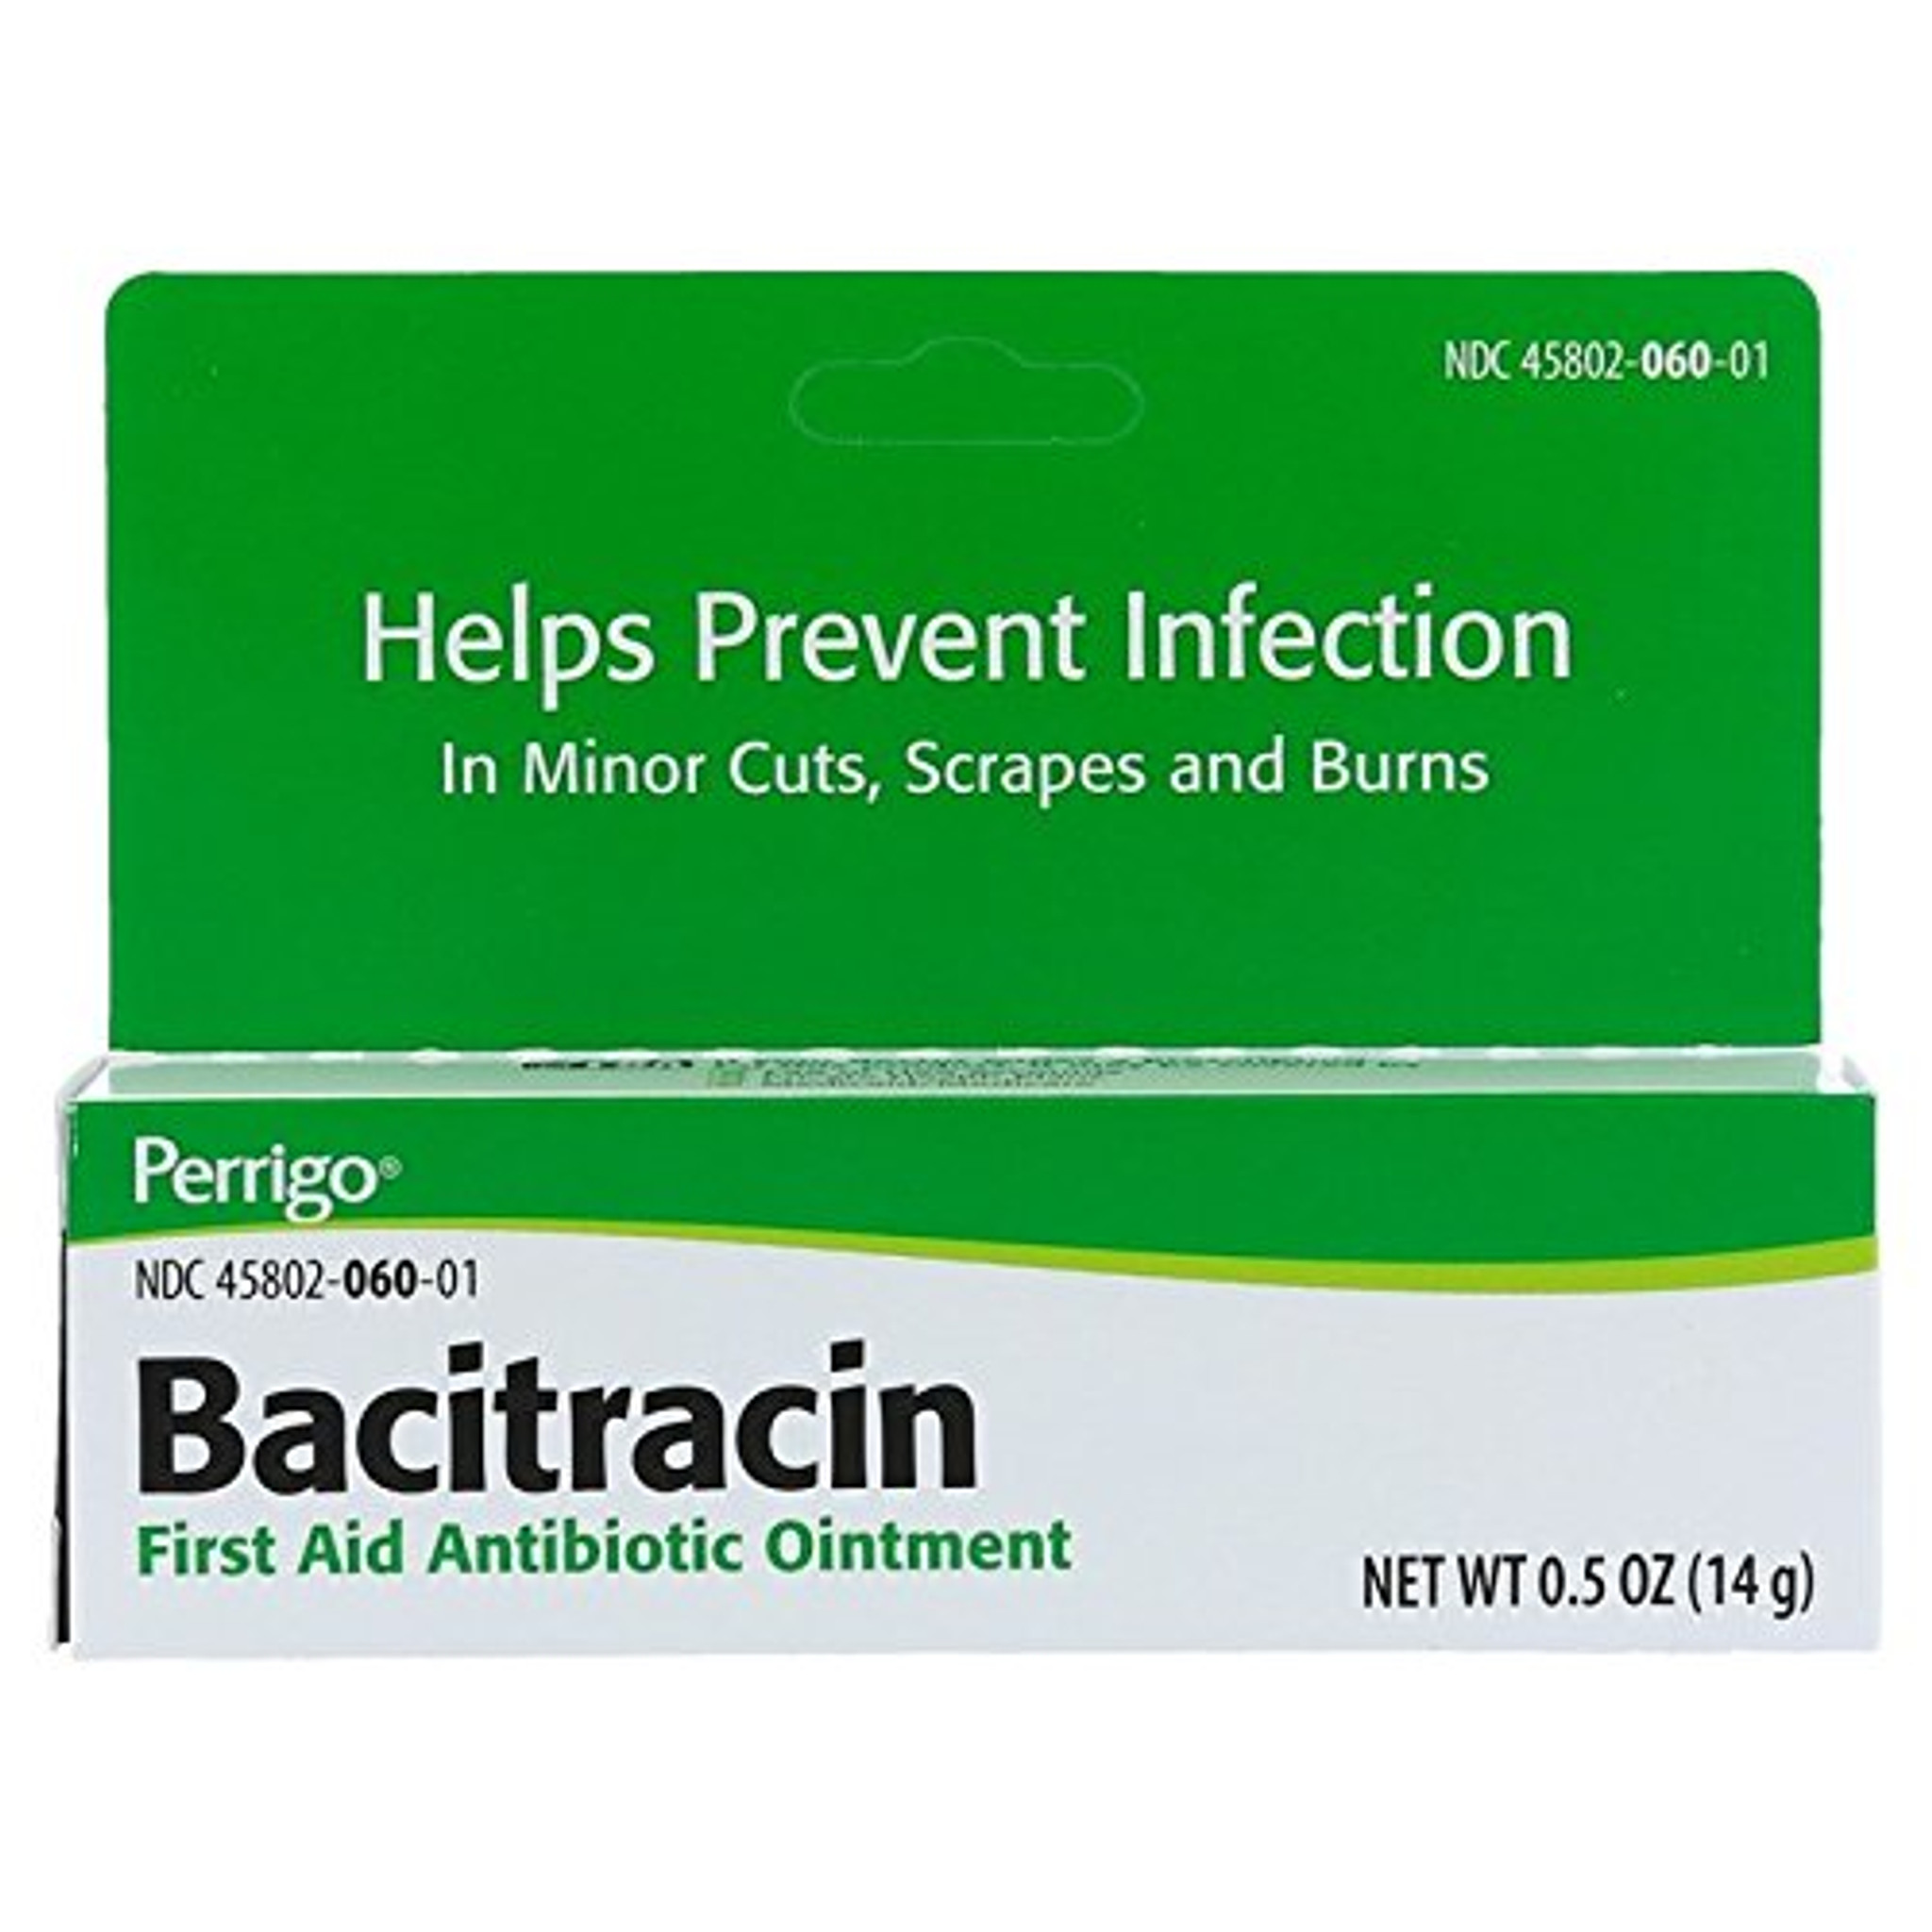 NDC 45802-060-01
Helps Prevent Infection
In Minor Cuts, Scrapes and Burns
Perrigo®
NDC 45802-060-01
Bacitracin
First Aid Antibiotic Ointment
NET WT 0.5 OZ (14 g)